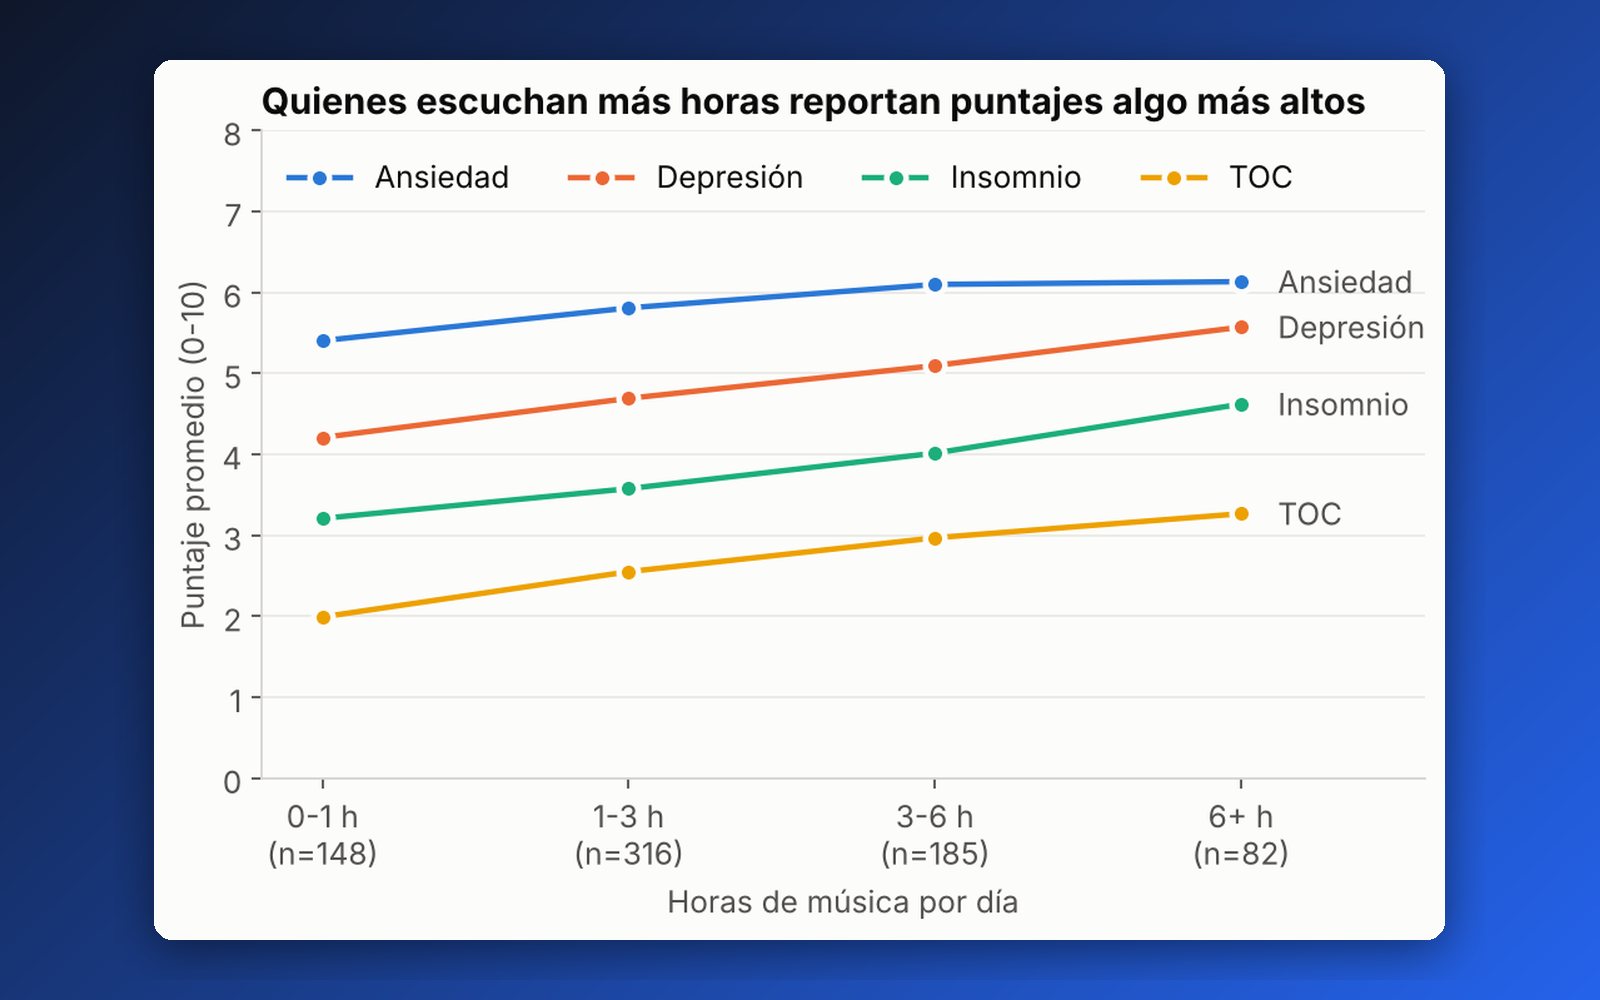 Quienes escuchan más horas reportan puntajes algo más altos
Ansiedad Depresión Insomnio TOC
Puntaje promedio (0-10)
8
7
6
5
4
3
2
1
0
Ansiedad
Depresión
Insomnio
TOC
0-1 h 1-3 h 3-6 h 6+ h
(n=148) (n=316) (n=185) (n=82)
Horas de música por día